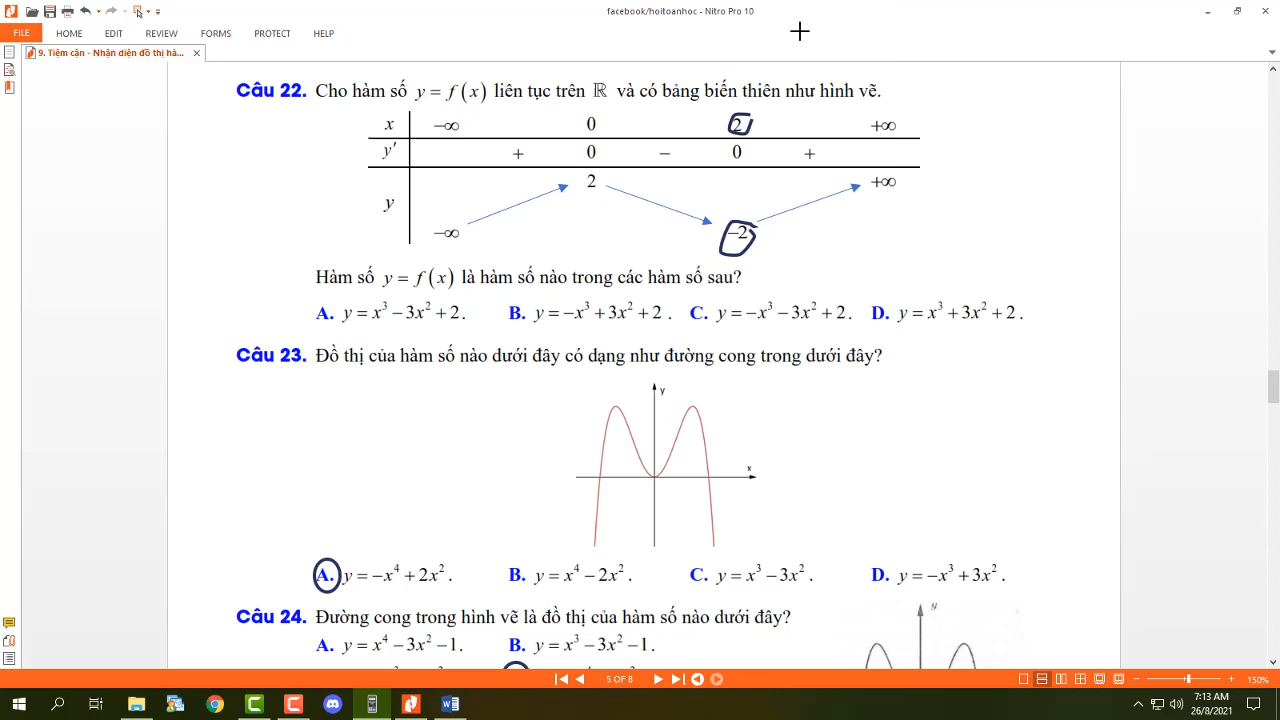 facebook/hoitoanhoc - Nitro Pro 10
FILE HOME EDIT REVIEW FORMS PROTECT HELP
9. Tiệm cận - Nhận diện đồ thị hà...
Câu 22. Cho hàm số y = f(x) liên tục trên ℝ và có bảng biến thiên như hình vẽ.
x −∞ 0 2 +∞
y' + 0 − 0 +
2 +∞
y
−∞ −2
Hàm số y = f(x) là hàm số nào trong các hàm số sau?
A. y = x³ − 3x² + 2. B. y = −x³ + 3x² + 2 . C. y = −x³ − 3x² + 2. D. y = x³ + 3x² + 2 .
Câu 23. Đồ thị của hàm số nào dưới đây có dạng như đường cong trong dưới đây?
y
x
A. y = −x⁴ + 2x² . B. y = x⁴ − 2x² . C. y = x³ − 3x² . D. y = −x³ + 3x² .
Câu 24. Đường cong trong hình vẽ là đồ thị của hàm số nào dưới đây?
y
A. y = x⁴ − 3x² − 1. B. y = x³ − 3x² − 1.
5 OF 8
150%
7:13 AM
26/8/2021